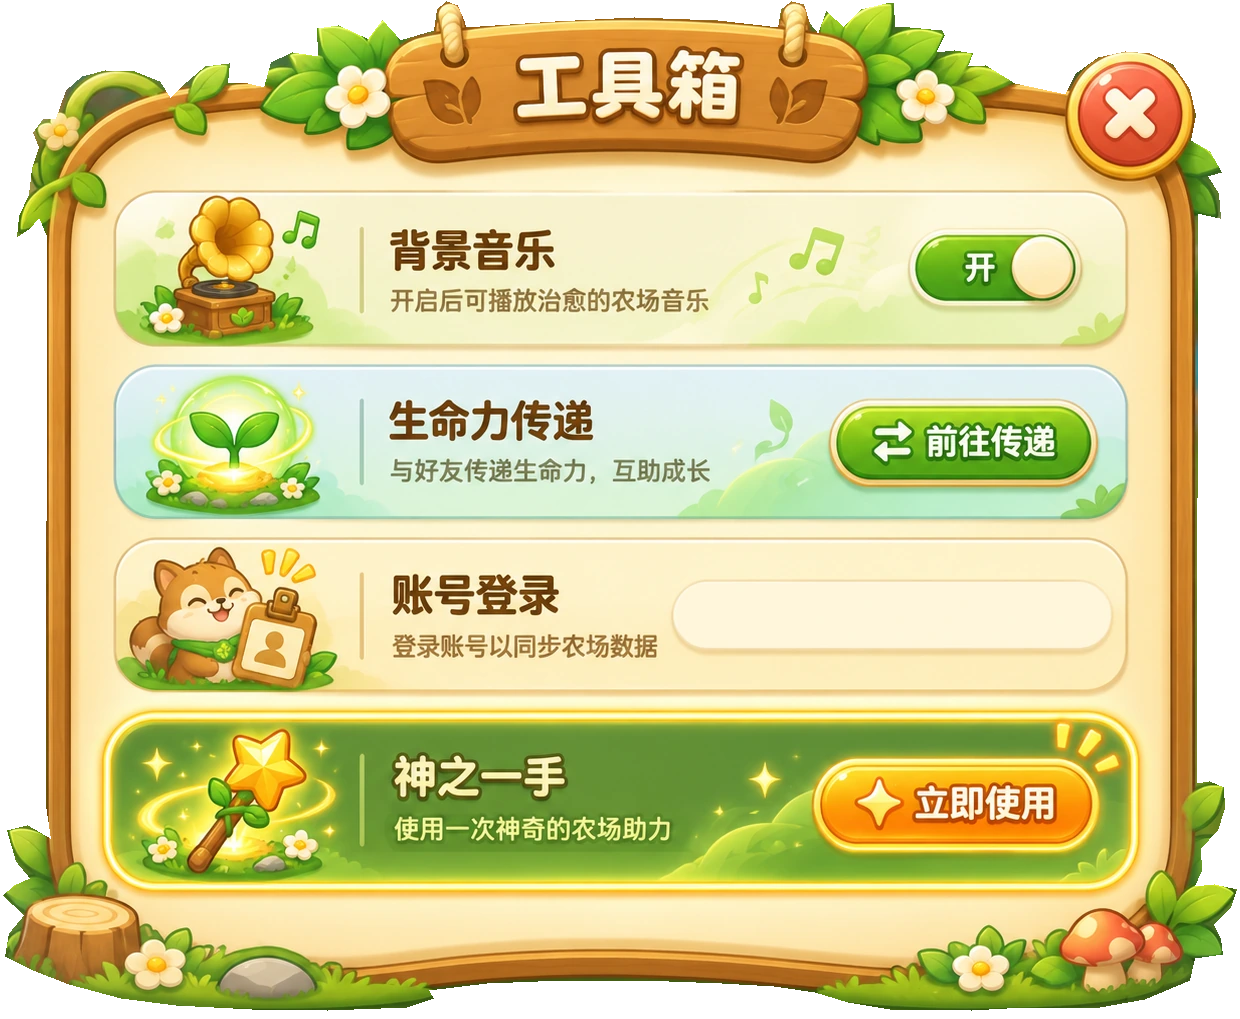 工具箱
背景音乐
开启后可播放治愈的农场音乐
开
生命力传递
与好友传递生命力，互助成长
前往传递
账号登录
登录账号以同步农场数据
神之一手
使用一次神奇的农场助力
立即使用